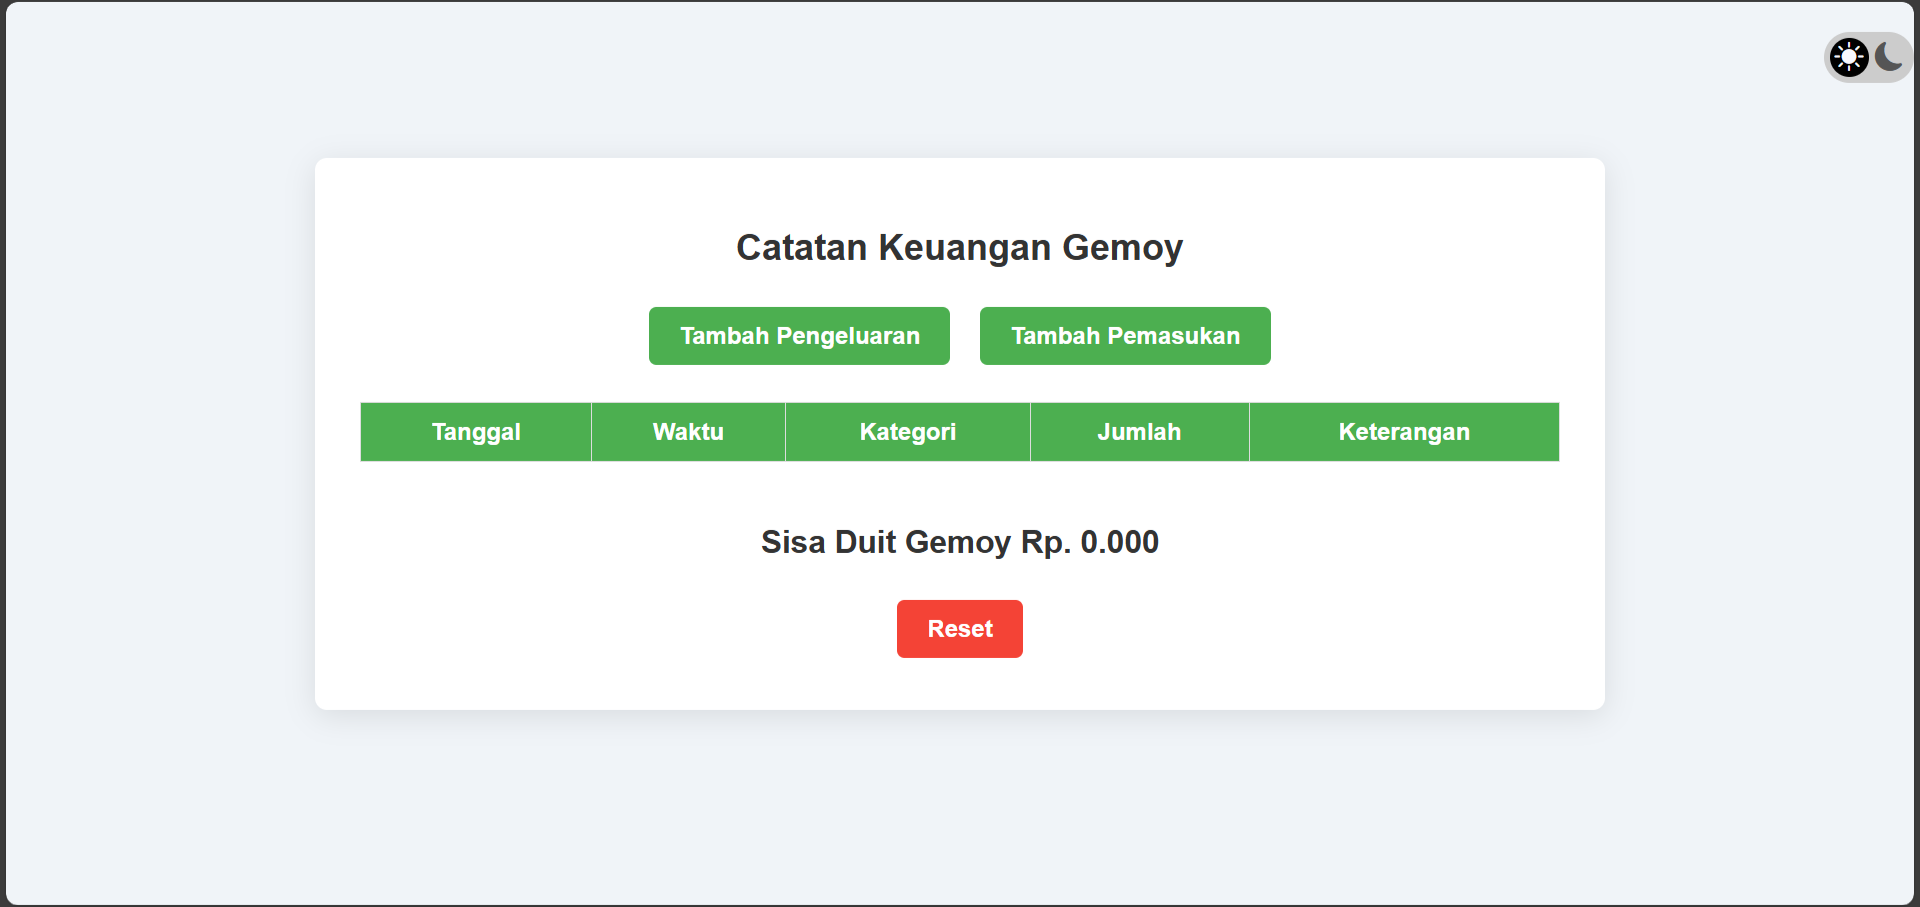 Catatan Keuangan Gemoy
Tambah Pengeluaran Tambah Pemasukan
Tanggal Waktu Kategori Jumlah Keterangan
Sisa Duit Gemoy Rp. 0.000
Reset